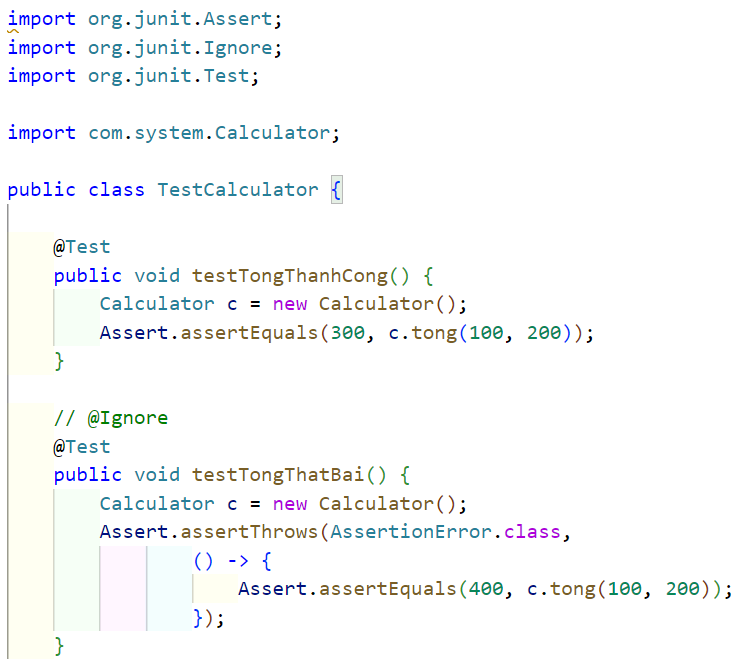 import org.junit.Assert;
import org.junit.Ignore;
import org.junit.Test;
import com.system.Calculator;
public class TestCalculator {
@Test
public void testTongThanhCong() {
Calculator c = new Calculator();
Assert.assertEquals(300, c.tong(100, 200));
}
// @Ignore
@Test
public void testTongThatBai() {
Calculator c = new Calculator();
Assert.assertThrows(AssertionError.class,
() -> {
Assert.assertEquals(400, c.tong(100, 200));
});
}